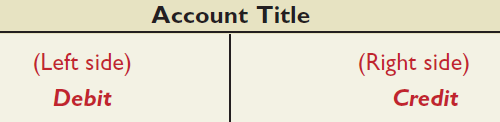 Account Title
(Left side) (Right side)
Debit Credit